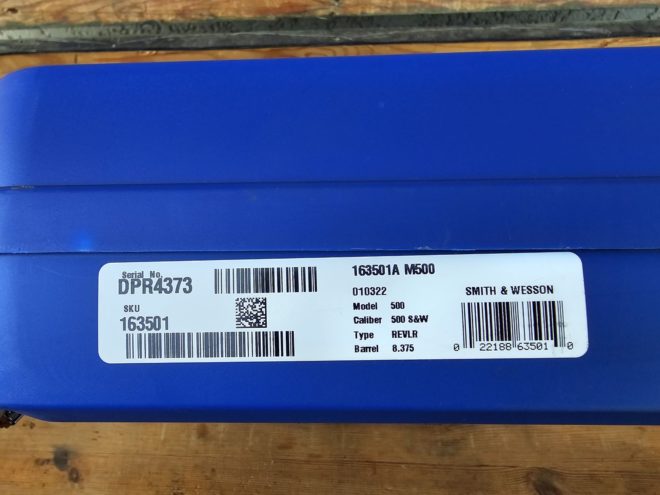 Serial No.
DPR4373
SKU
163501
163501A M500
010322
Model 500
Caliber 500 S&W
Type REVLR
Barrel 8.375
SMITH & WESSON
0 22188 63501 0